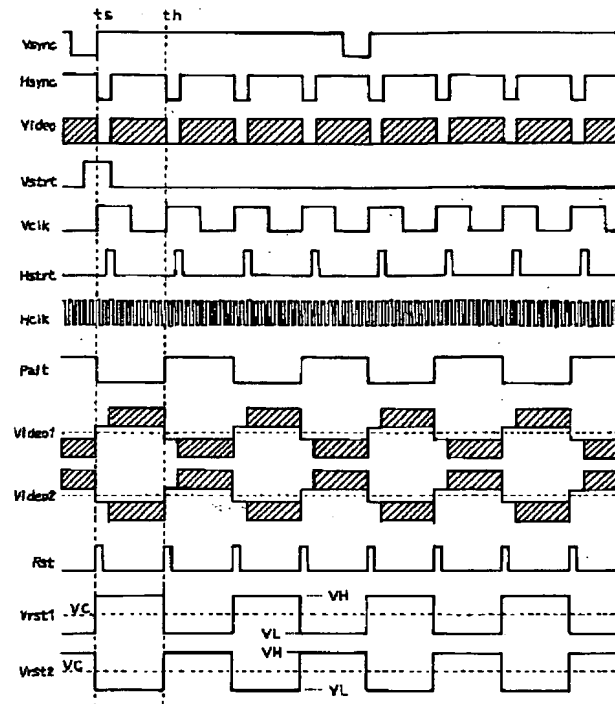 ts th
Vsync
Hsync
Video
Vstrt
Vclk
Hstrt
Hclk
Palt
Video1
Video2
Rst
VH
VC
Vrst1
VL
VH
VC
Vrst2
VL